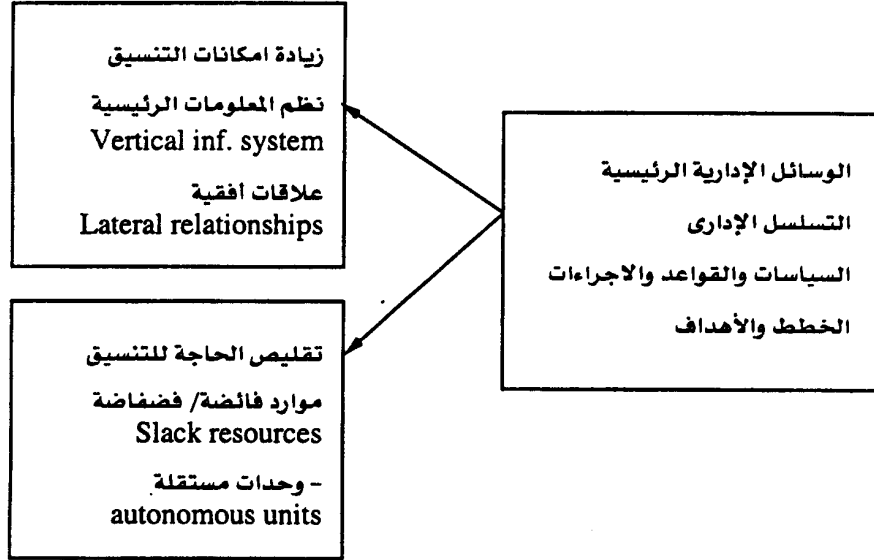 الوسائل الإدارية الرئيسية
التسلسل الإدارى
السياسات والقواعد والاجراءات
الخطط والأهداف
زيادة امكانات التنسيق
نظم المعلومات الرئيسية
Vertical inf. system
علاقات أفقية
Lateral relationships
تقليص الحاجة للتنسيق
موارد فائضة/ فضفاضة
Slack resources
- وحدات مستقلة
autonomous units